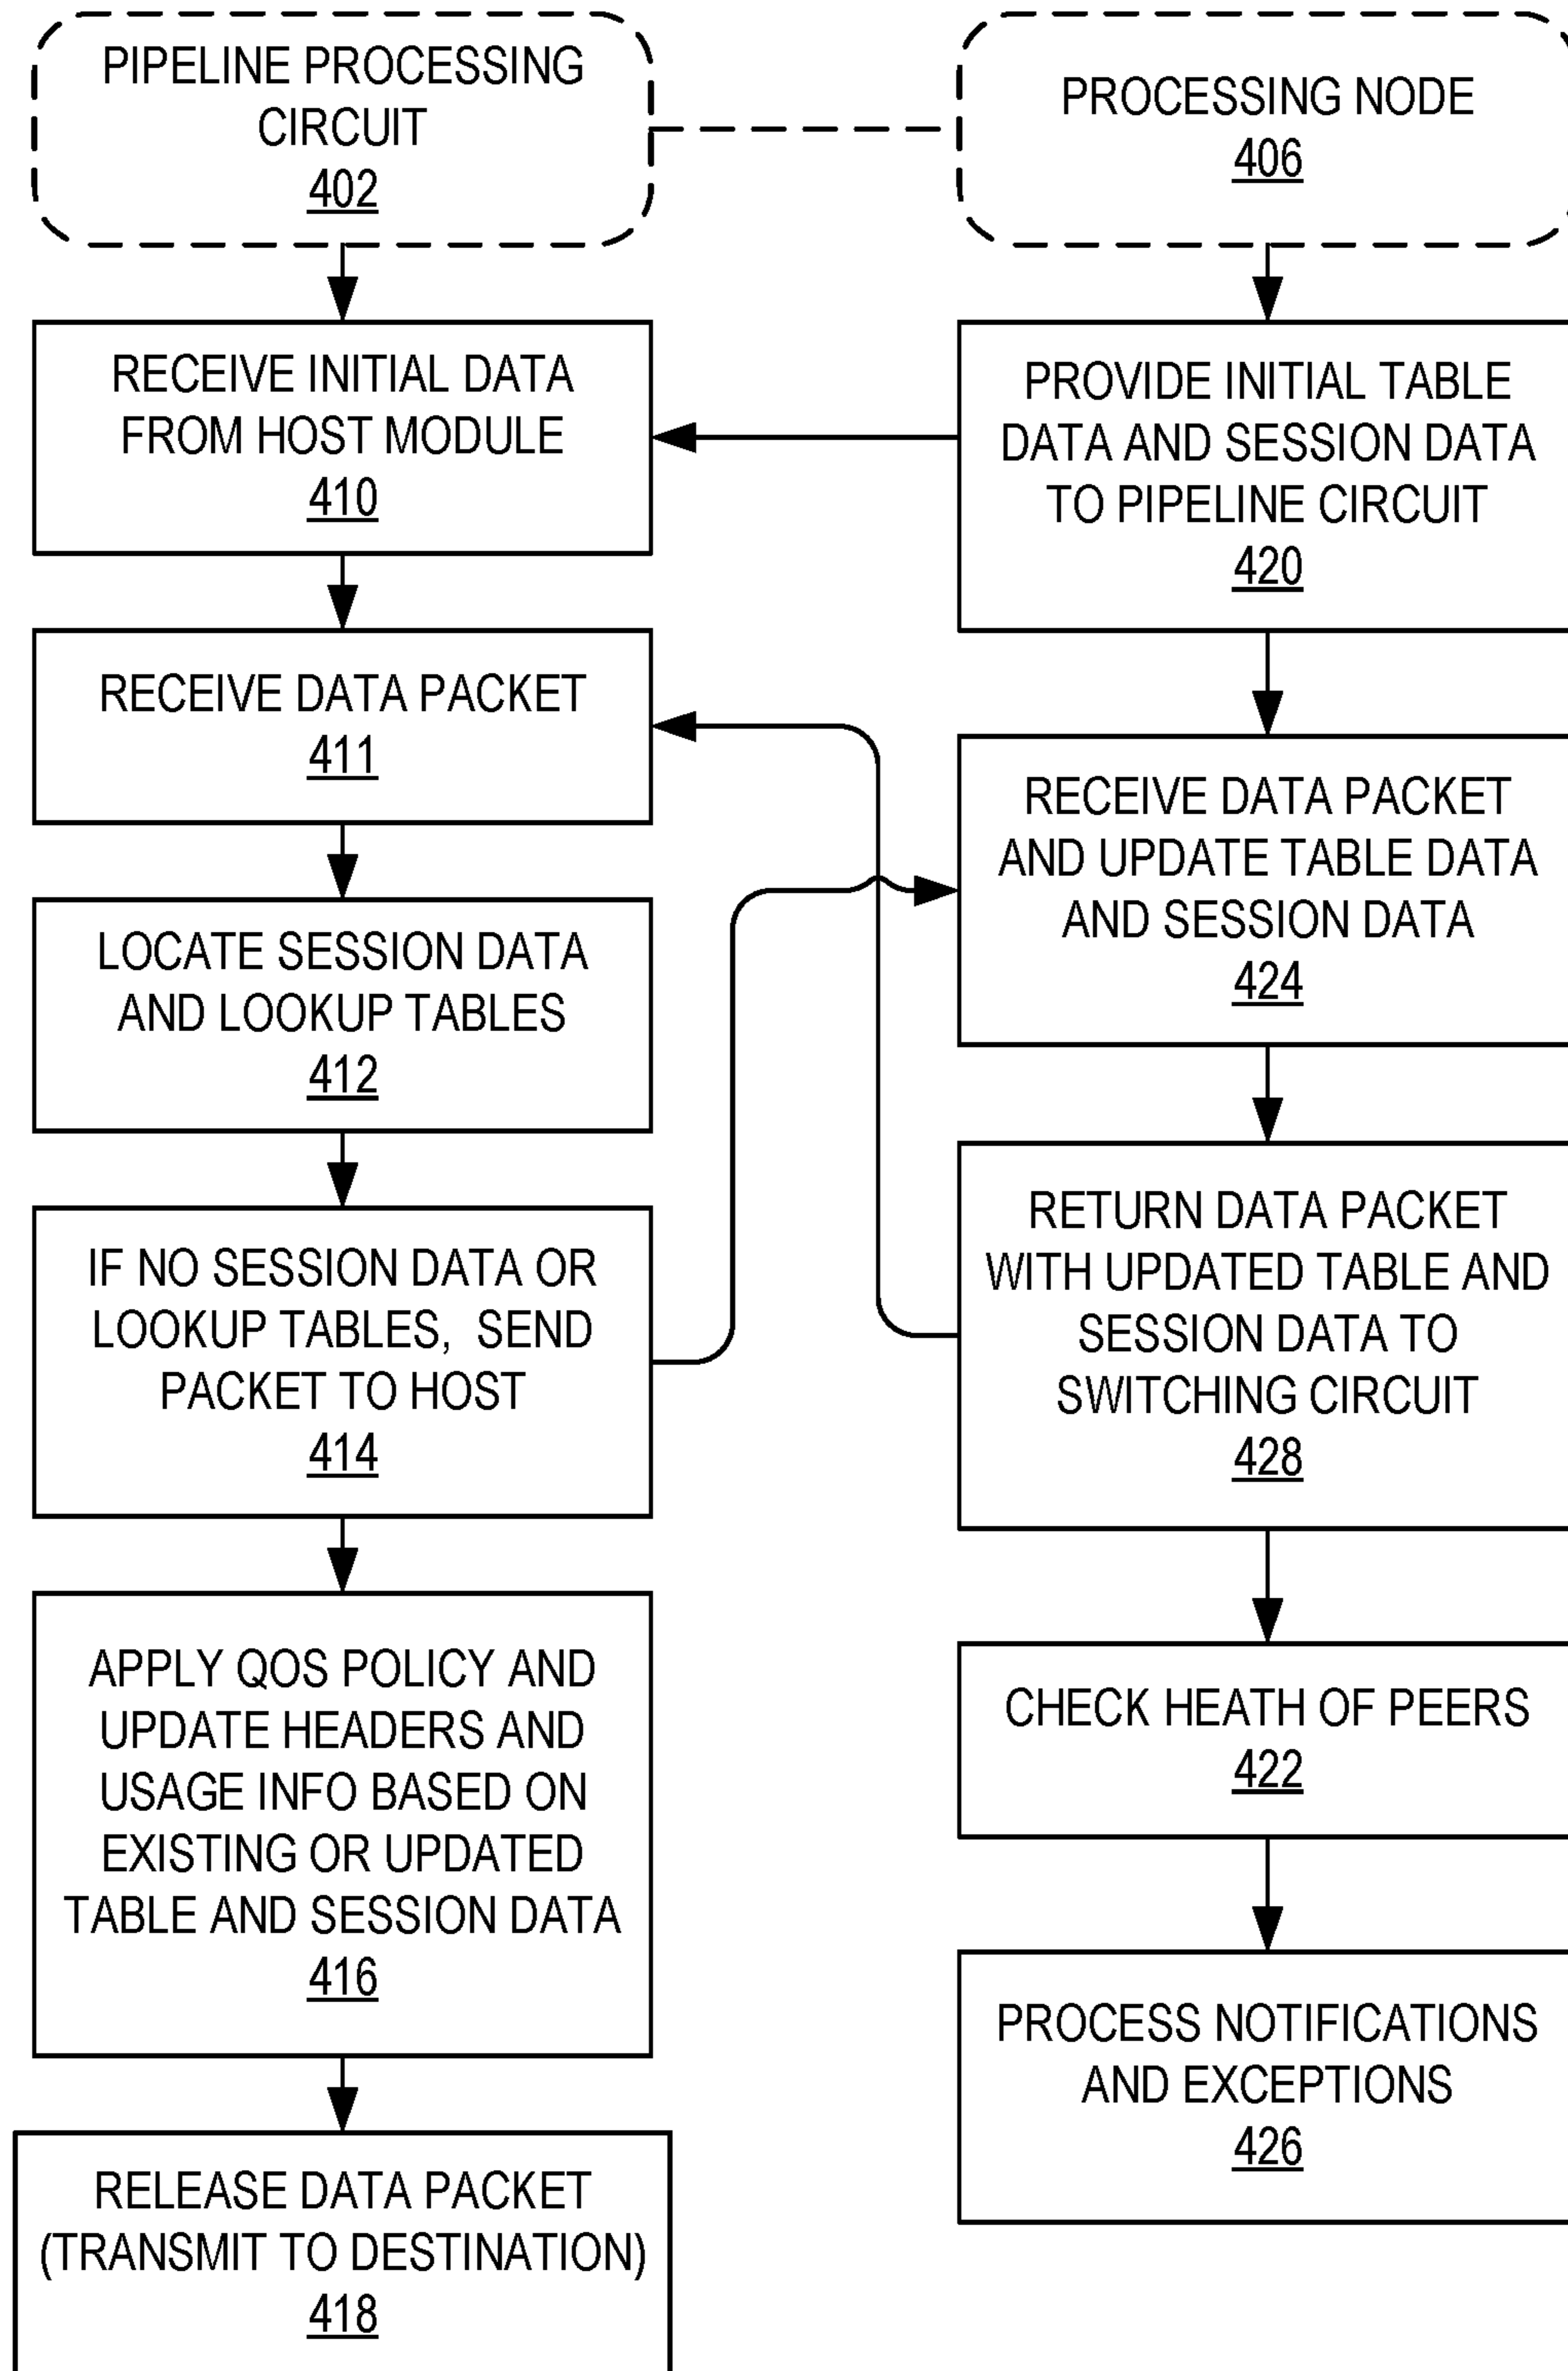 PIPELINE PROCESSING
CIRCUIT
402
RECEIVE INITIAL DATA
FROM HOST MODULE
410
RECEIVE DATA PACKET
411
LOCATE SESSION DATA
AND LOOKUP TABLES
412
IF NO SESSION DATA OR
LOOKUP TABLES, SEND
PACKET TO HOST
414
APPLY QOS POLICY AND
UPDATE HEADERS AND
USAGE INFO BASED ON
EXISTING OR UPDATED
TABLE AND SESSION DATA
416
RELEASE DATA PACKET
(TRANSMIT TO DESTINATION)
418
PROCESSING NODE
406
PROVIDE INITIAL TABLE
DATA AND SESSION DATA
TO PIPELINE CIRCUIT
420
RECEIVE DATA PACKET
AND UPDATE TABLE DATA
AND SESSION DATA
424
RETURN DATA PACKET
WITH UPDATED TABLE AND
SESSION DATA TO
SWITCHING CIRCUIT
428
CHECK HEATH OF PEERS
422
PROCESS NOTIFICATIONS
AND EXCEPTIONS
426